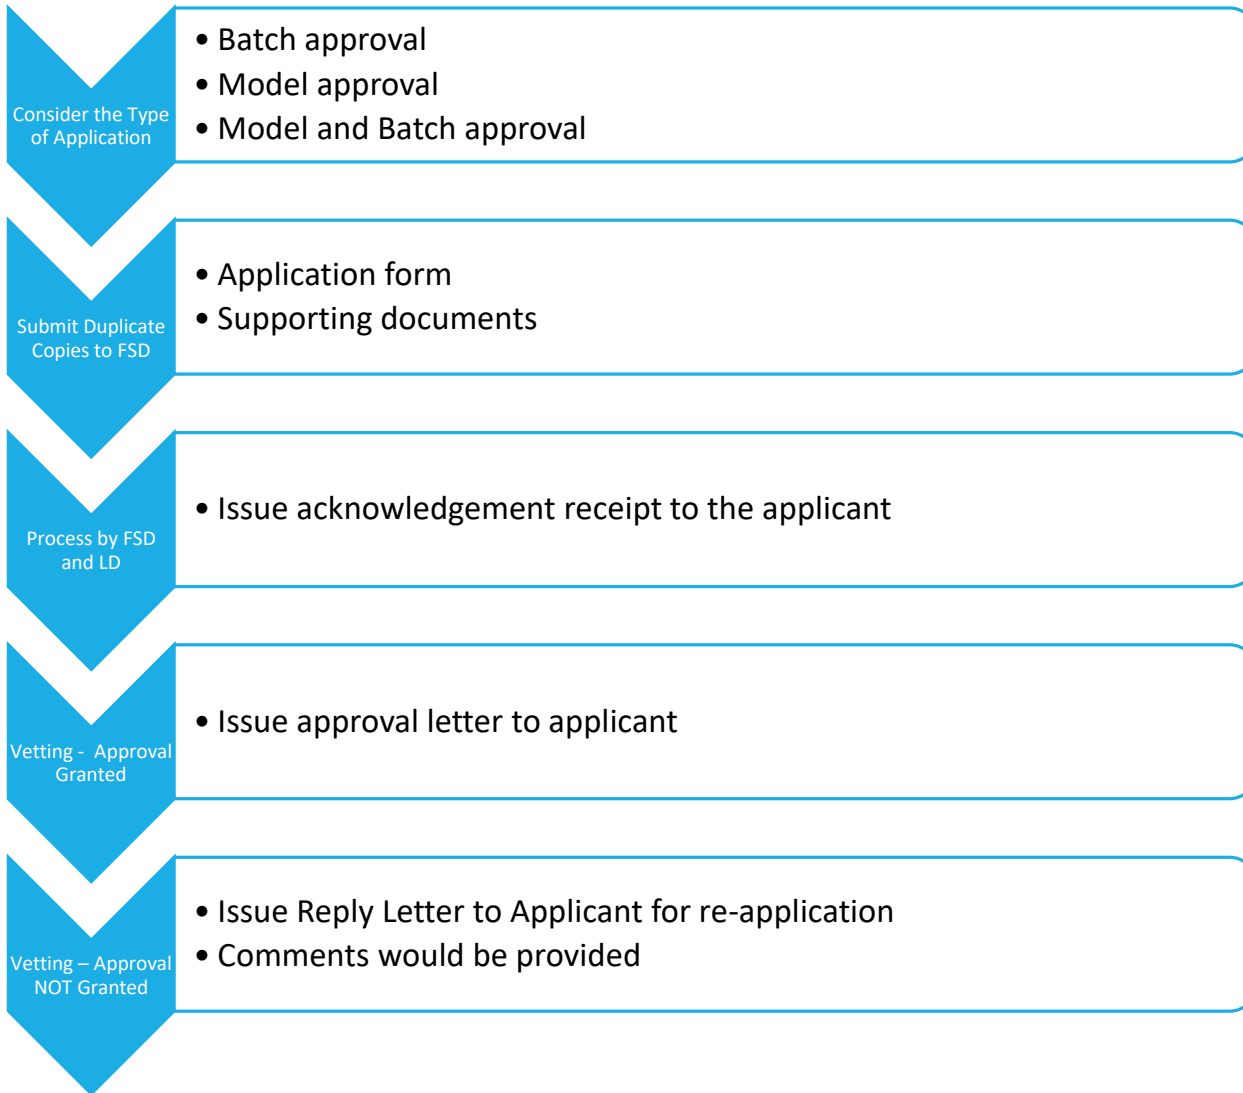 Consider the Type
of Application
• Batch approval
• Model approval
• Model and Batch approval
Submit Duplicate
Copies to FSD
• Application form
• Supporting documents
Process by FSD
and LD
• Issue acknowledgement receipt to the applicant
Vetting - Approval
Granted
• Issue approval letter to applicant
Vetting – Approval
NOT Granted
• Issue Reply Letter to Applicant for re-application
• Comments would be provided